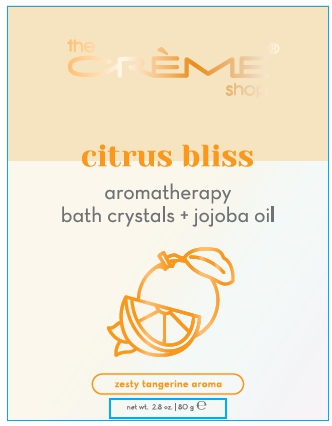 the
CRÈME®
shop
citrus bliss
aromatherapy
bath crystals + jojoba oil
zesty tangerine aroma
net wt. 2.8 oz. | 80 g ℮